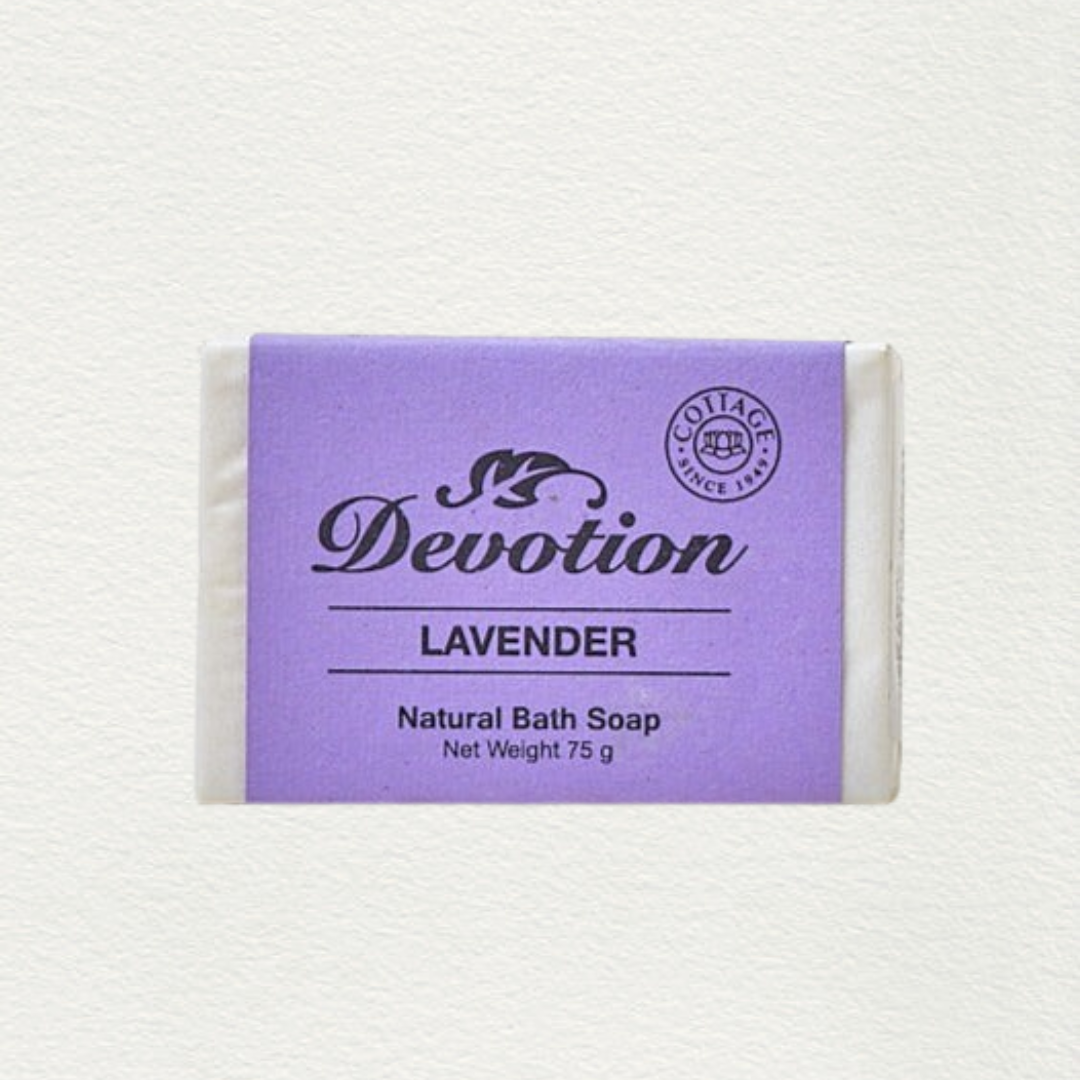 COTTAGE
· SINCE 1949 ·
Devotion
LAVENDER
Natural Bath Soap
Net Weight 75 g